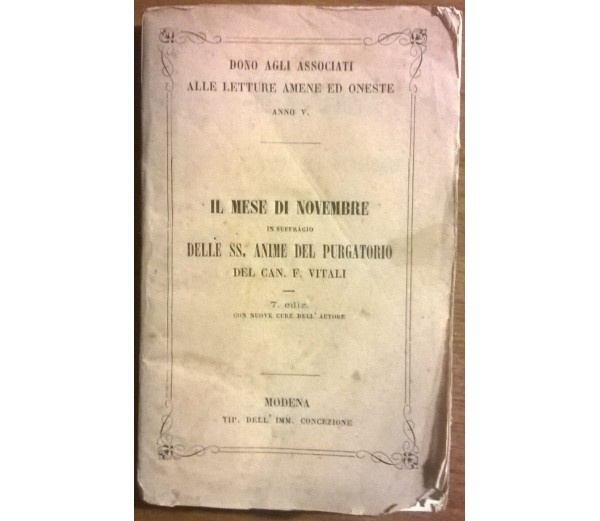 DONO AGLI ASSOCIATI
ALLE LETTURE AMENE ED ONESTE
ANNO V.
IL MESE DI NOVEMBRE
IN SUFFRAGIO
DELLE SS. ANIME DEL PURGATORIO
DEL CAN. F. VITALI
7. ediz.
CON NUOVE CURE DELL' AUTORE
MODENA
TIP. DELL' IMM. CONCEZIONE